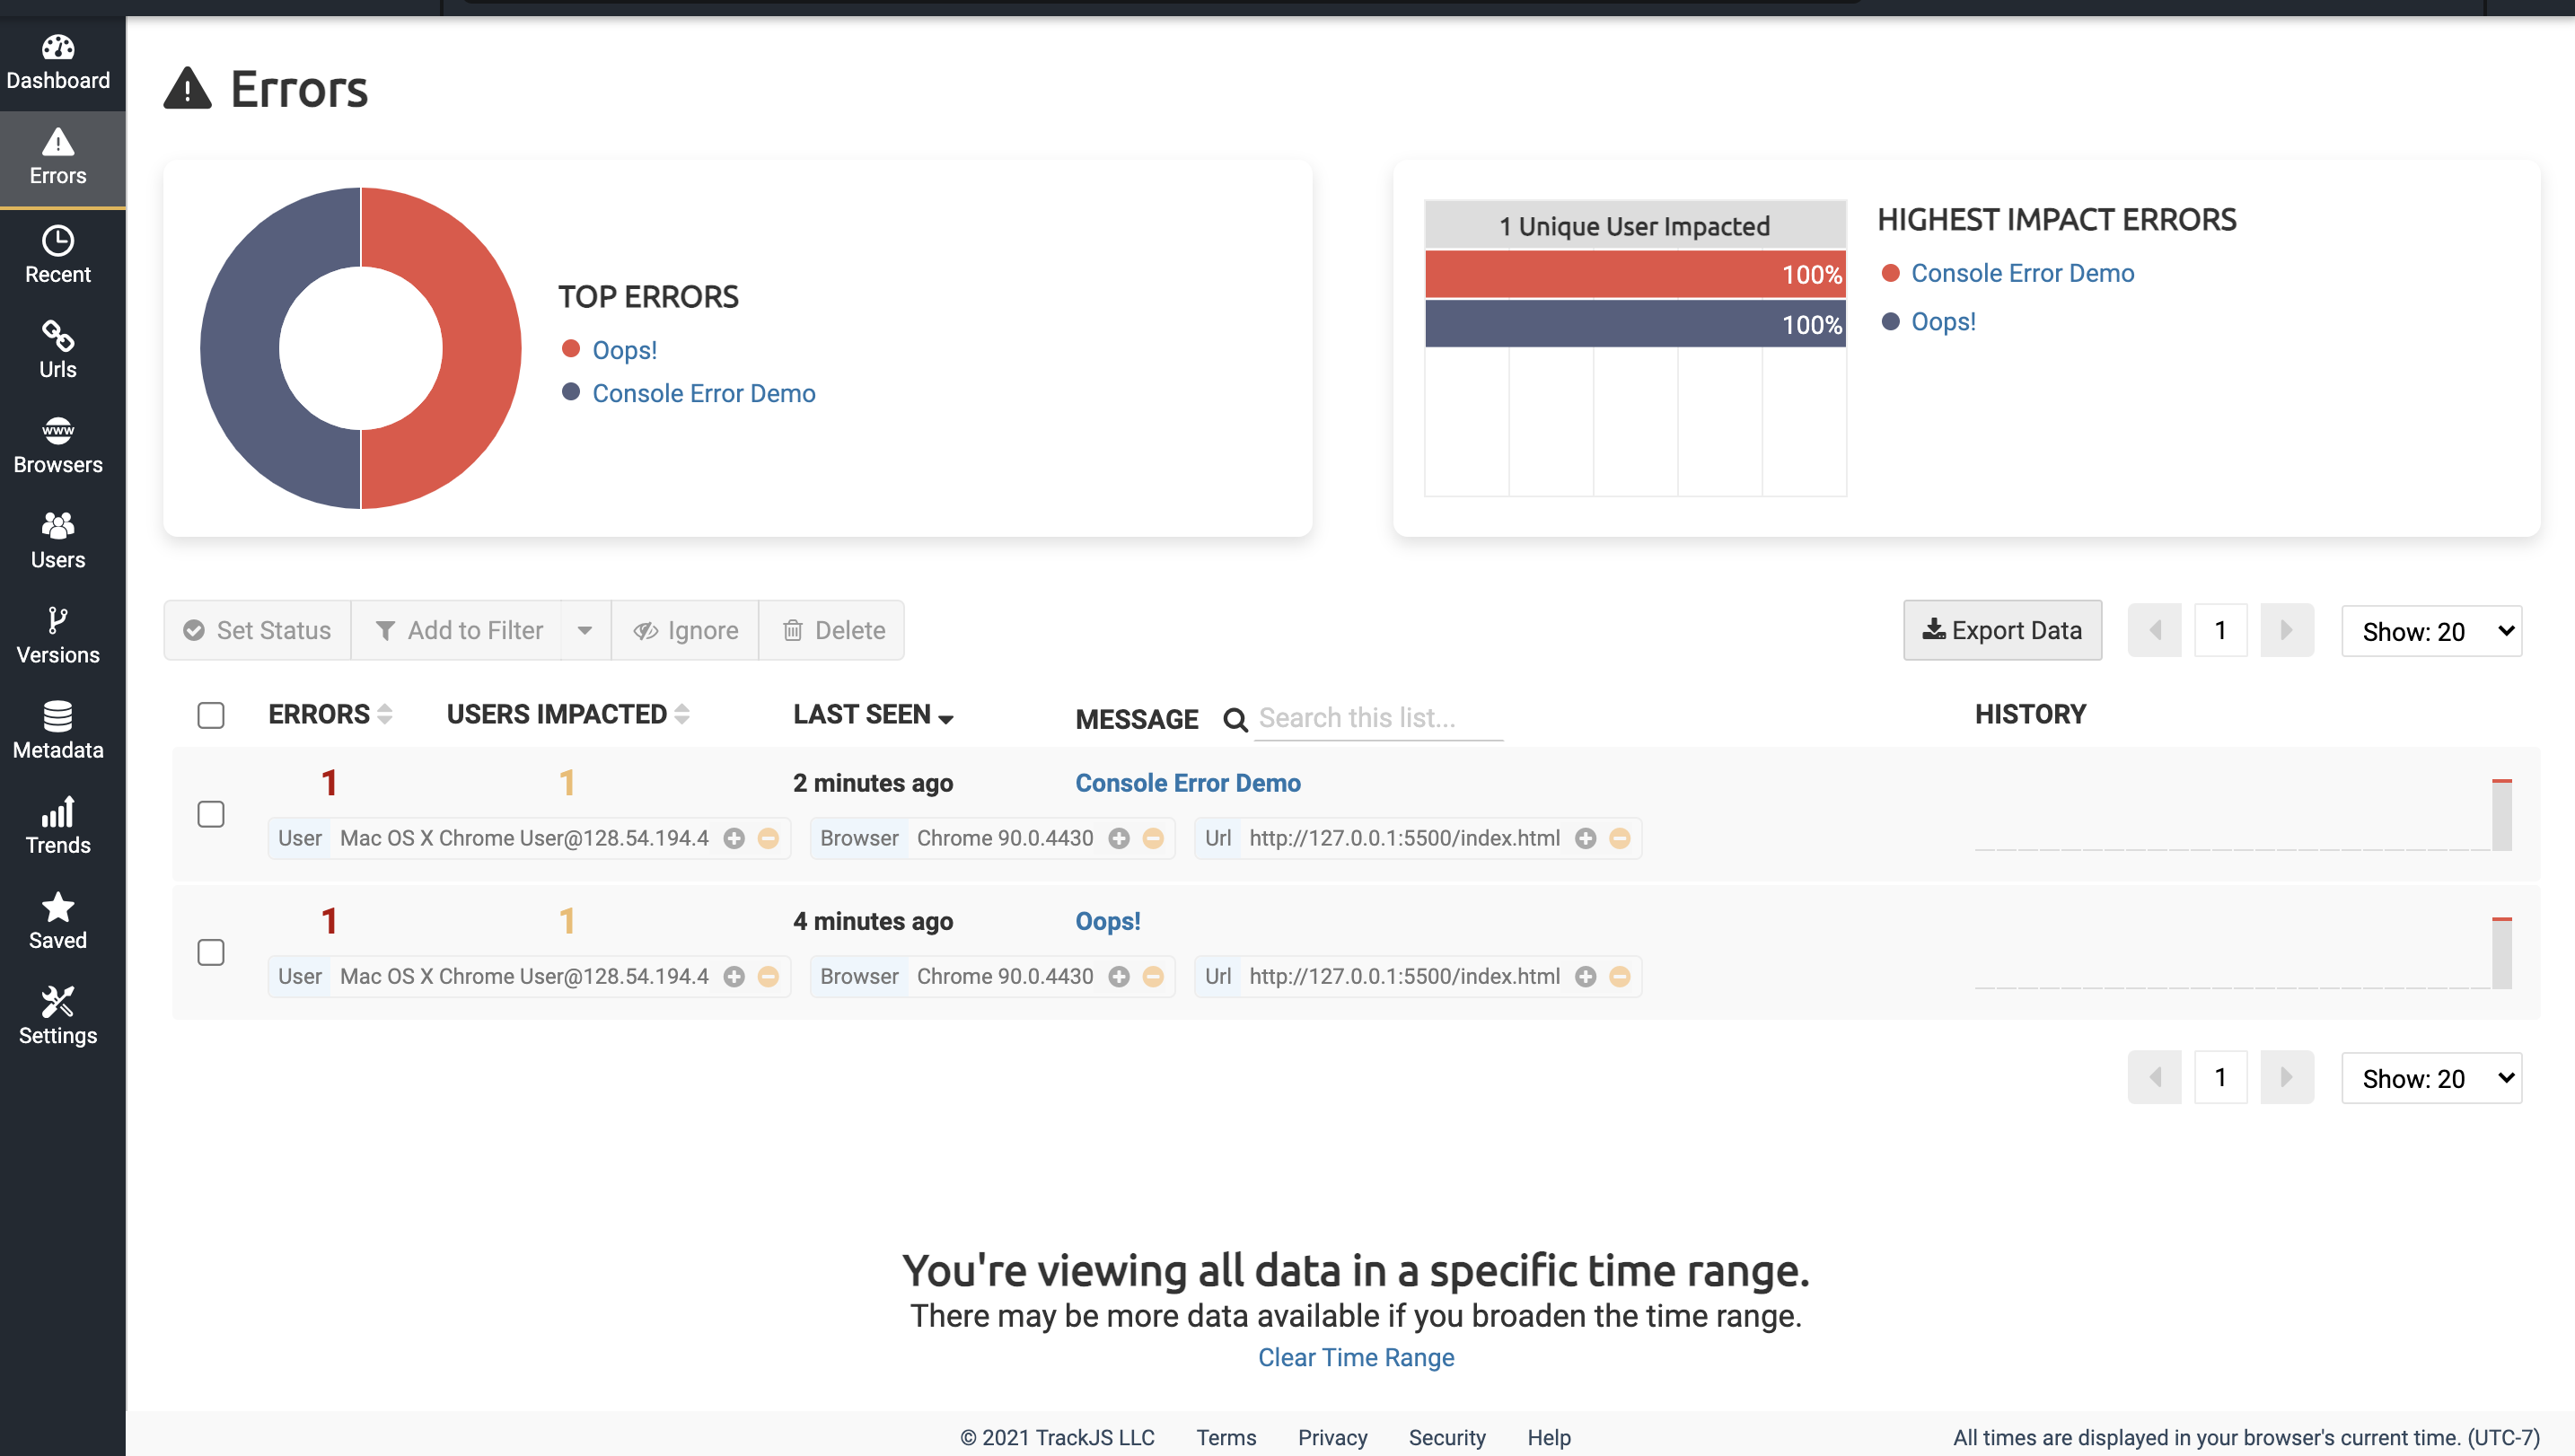 Dashboard
Errors
Recent
Urls
www
Browsers
Users
Versions
Metadata
Trends
Saved
Settings
Errors
TOP ERRORS
Oops!
Console Error Demo
1 Unique User Impacted
100%
100%
HIGHEST IMPACT ERRORS
Console Error Demo
Oops!
Set Status Add to Filter Ignore Delete
Export Data 1 Show: 20
ERRORS USERS IMPACTED LAST SEEN MESSAGE Search this list... HISTORY
1 1 2 minutes ago Console Error Demo
User Mac OS X Chrome User@128.54.194.4 Browser Chrome 90.0.4430 Url http://127.0.0.1:5500/index.html
1 1 4 minutes ago Oops!
User Mac OS X Chrome User@128.54.194.4 Browser Chrome 90.0.4430 Url http://127.0.0.1:5500/index.html
1 Show: 20
You're viewing all data in a specific time range.
There may be more data available if you broaden the time range.
Clear Time Range
© 2021 TrackJS LLC Terms Privacy Security Help All times are displayed in your browser's current time. (UTC-7)